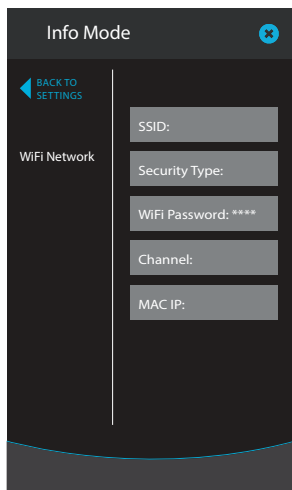 Info Mode
BACK TO
SETTINGS
WiFi Network
SSID:
Security Type:
WiFi Password: ****
Channel:
MAC IP: